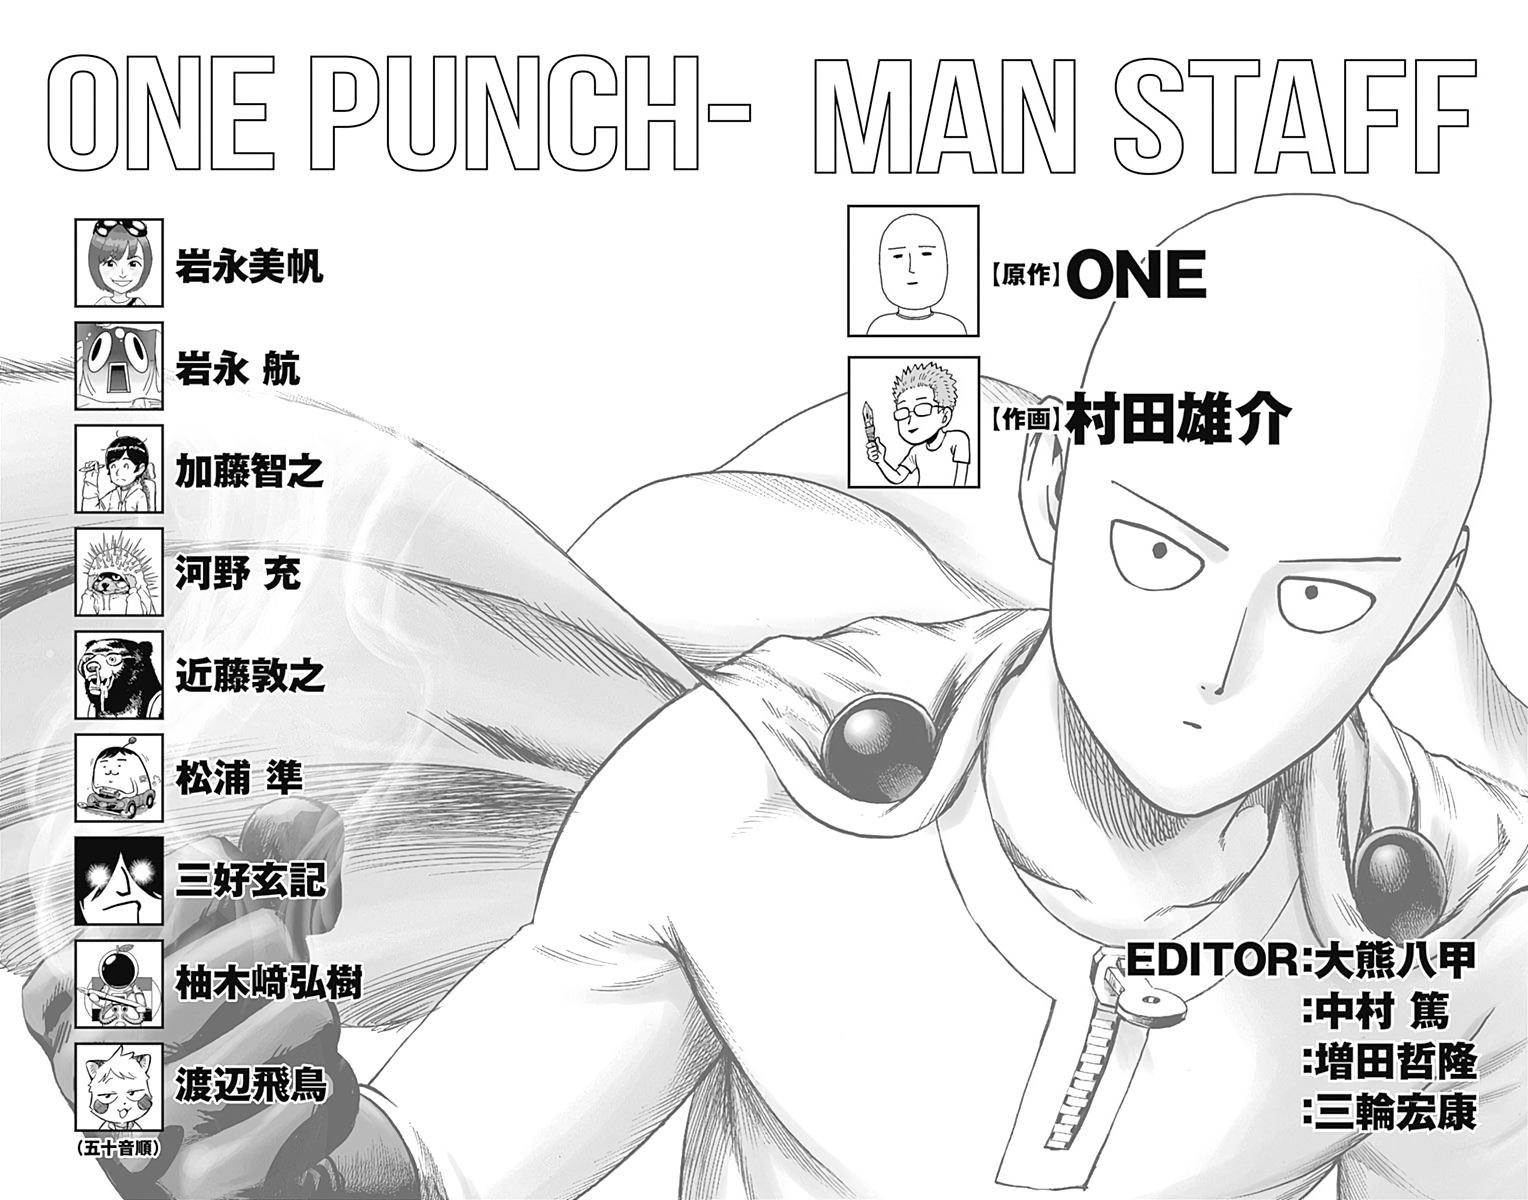 ONE PUNCH-MAN STAFF
【原作】ONE
【作画】村田雄介
岩永美帆
岩永 航
加藤智之
河野 充
近藤敦之
松浦 準
三好玄記
柚木﨑弘樹
渡辺飛鳥
(五十音順)
EDITOR:大熊八甲
:中村 篤
:増田哲隆
:三輪宏康